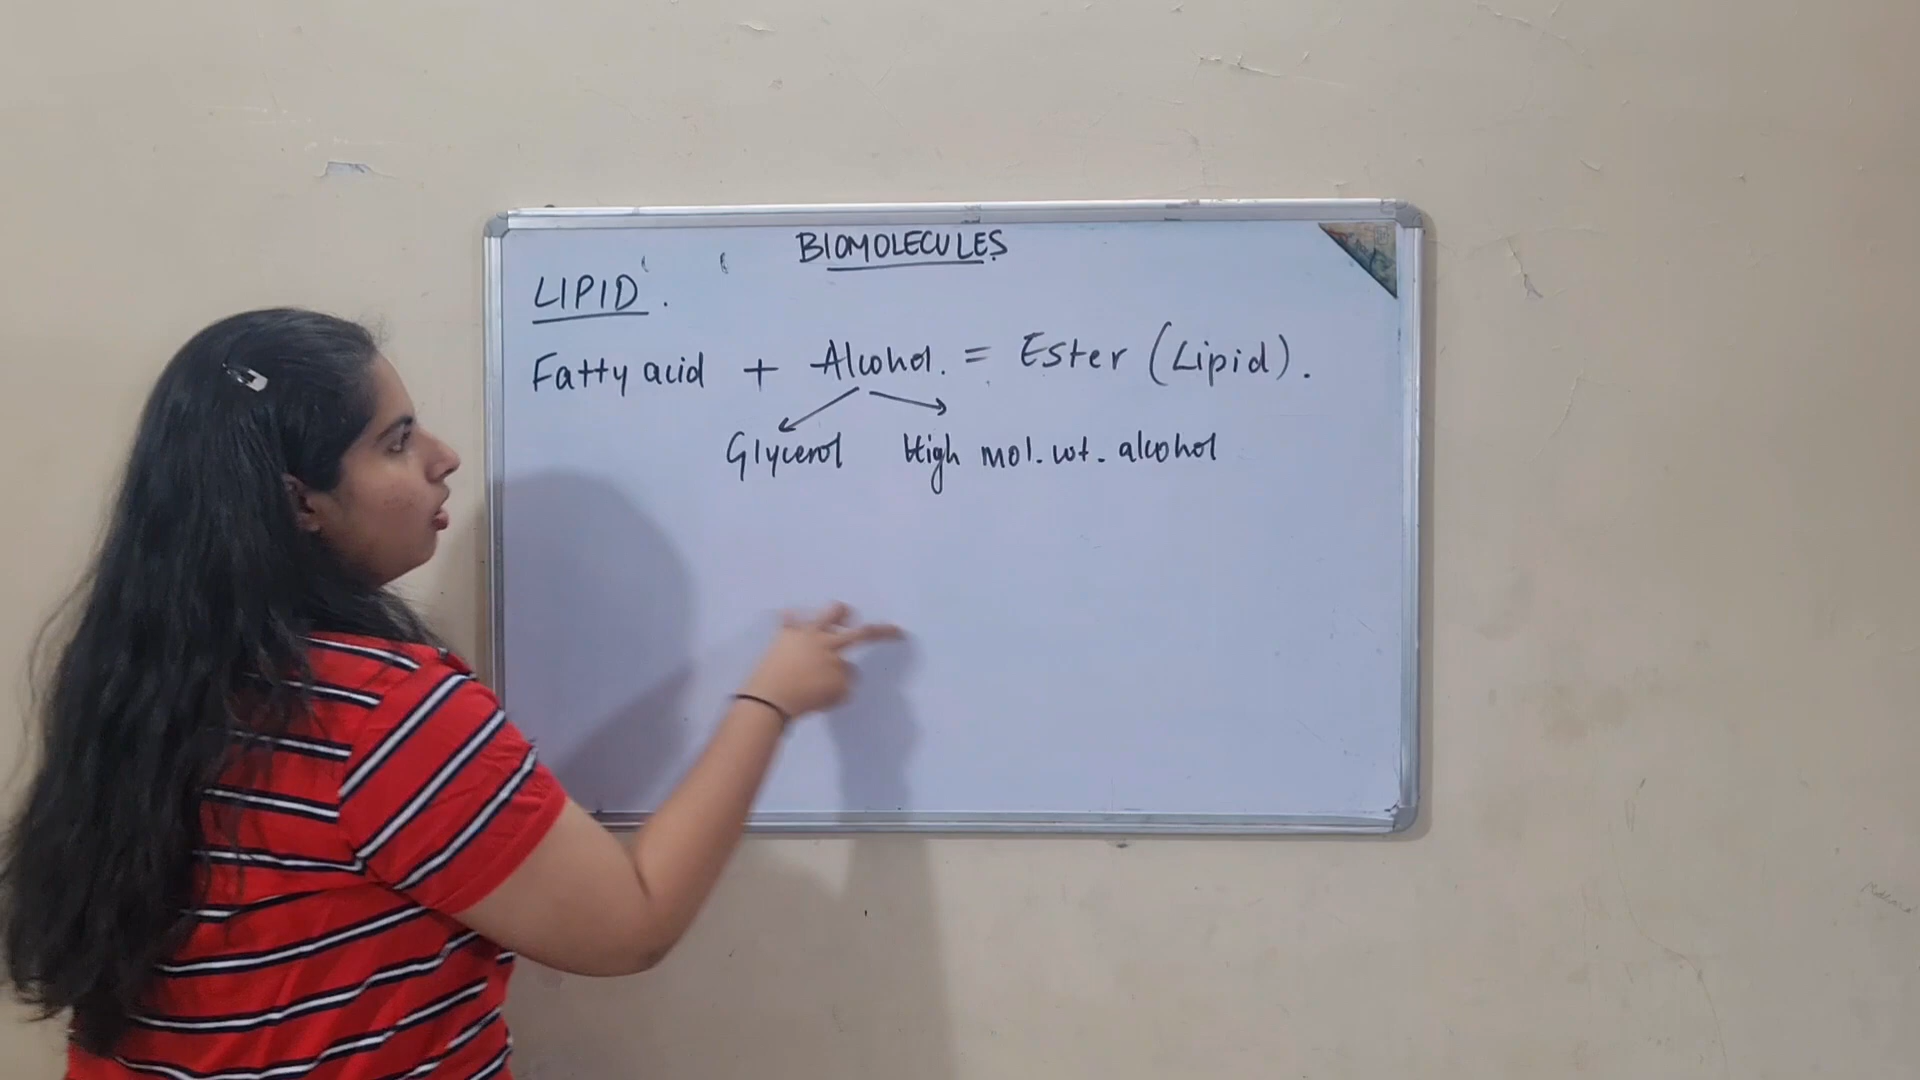 BIOMOLECULES
LIPID.
Fatty acid + Alcohol. = Ester (Lipid).
Glycerol High mol. wt. alcohol